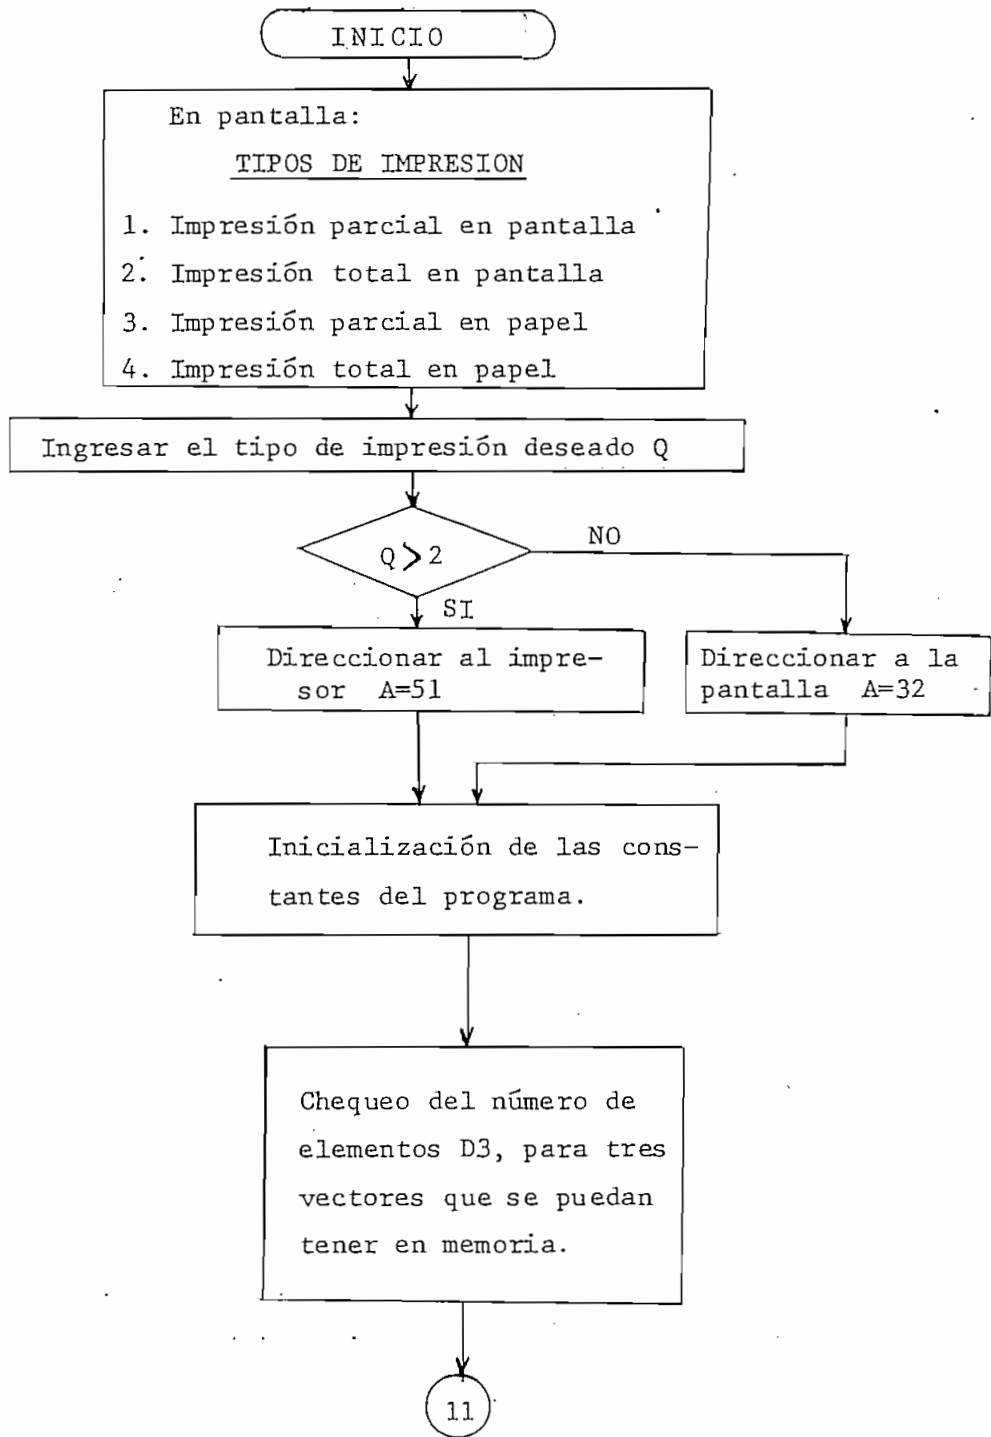 INICIO
En pantalla:
TIPOS DE IMPRESION
1. Impresión parcial en pantalla
2. Impresión total en pantalla
3. Impresión parcial en papel
4. Impresión total en papel
Ingresar el tipo de impresión deseado Q
Q > 2
NO
SI
Direccionar al impre-
sor A=51
Direccionar a la
pantalla A=32
Inicialización de las cons-
tantes del programa.
Chequeo del número de
elementos D3, para tres
vectores que se puedan
tener en memoria.
11